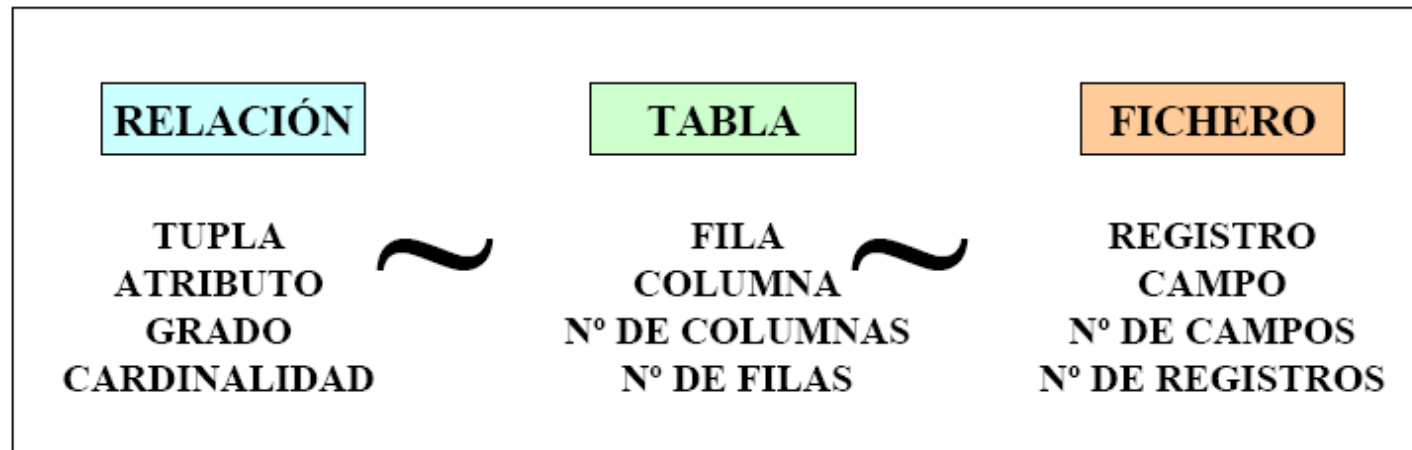 RELACIÓN
TUPLA
ATRIBUTO
GRADO
CARDINALIDAD
~
TABLA
FILA
COLUMNA
Nº DE COLUMNAS
Nº DE FILAS
~
FICHERO
REGISTRO
CAMPO
Nº DE CAMPOS
Nº DE REGISTROS